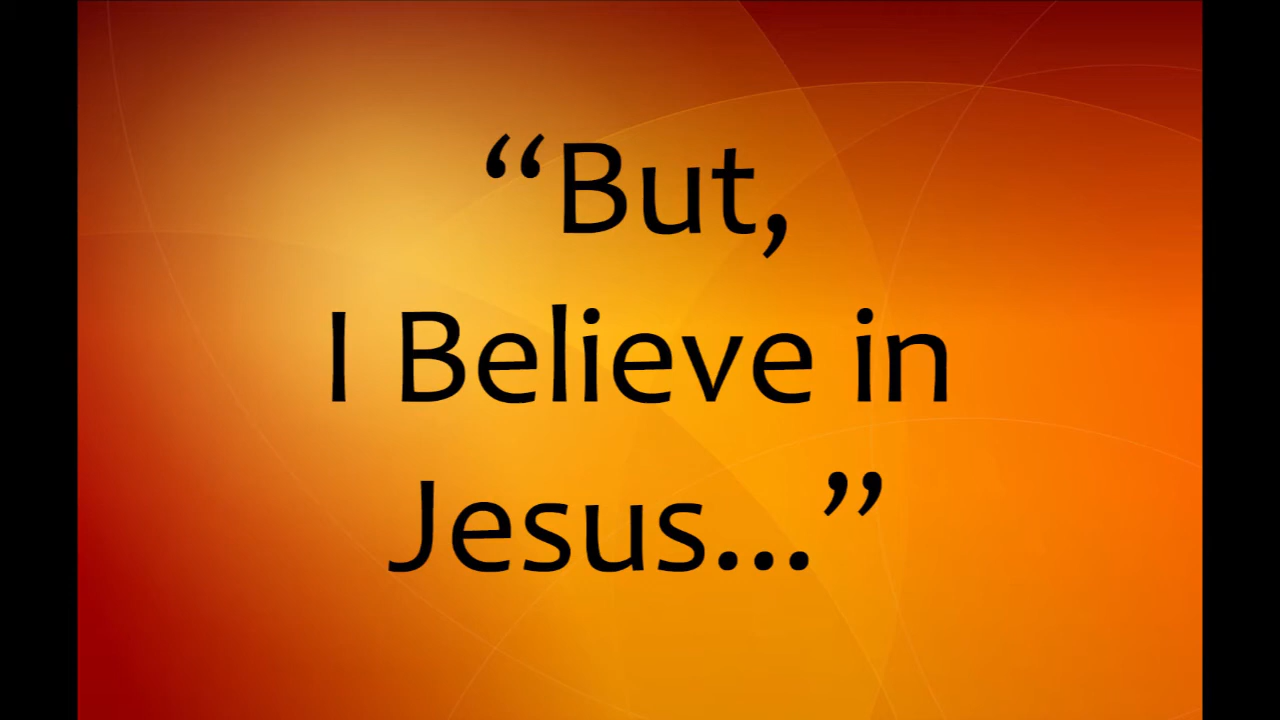 “But,
I Believe in
Jesus...”